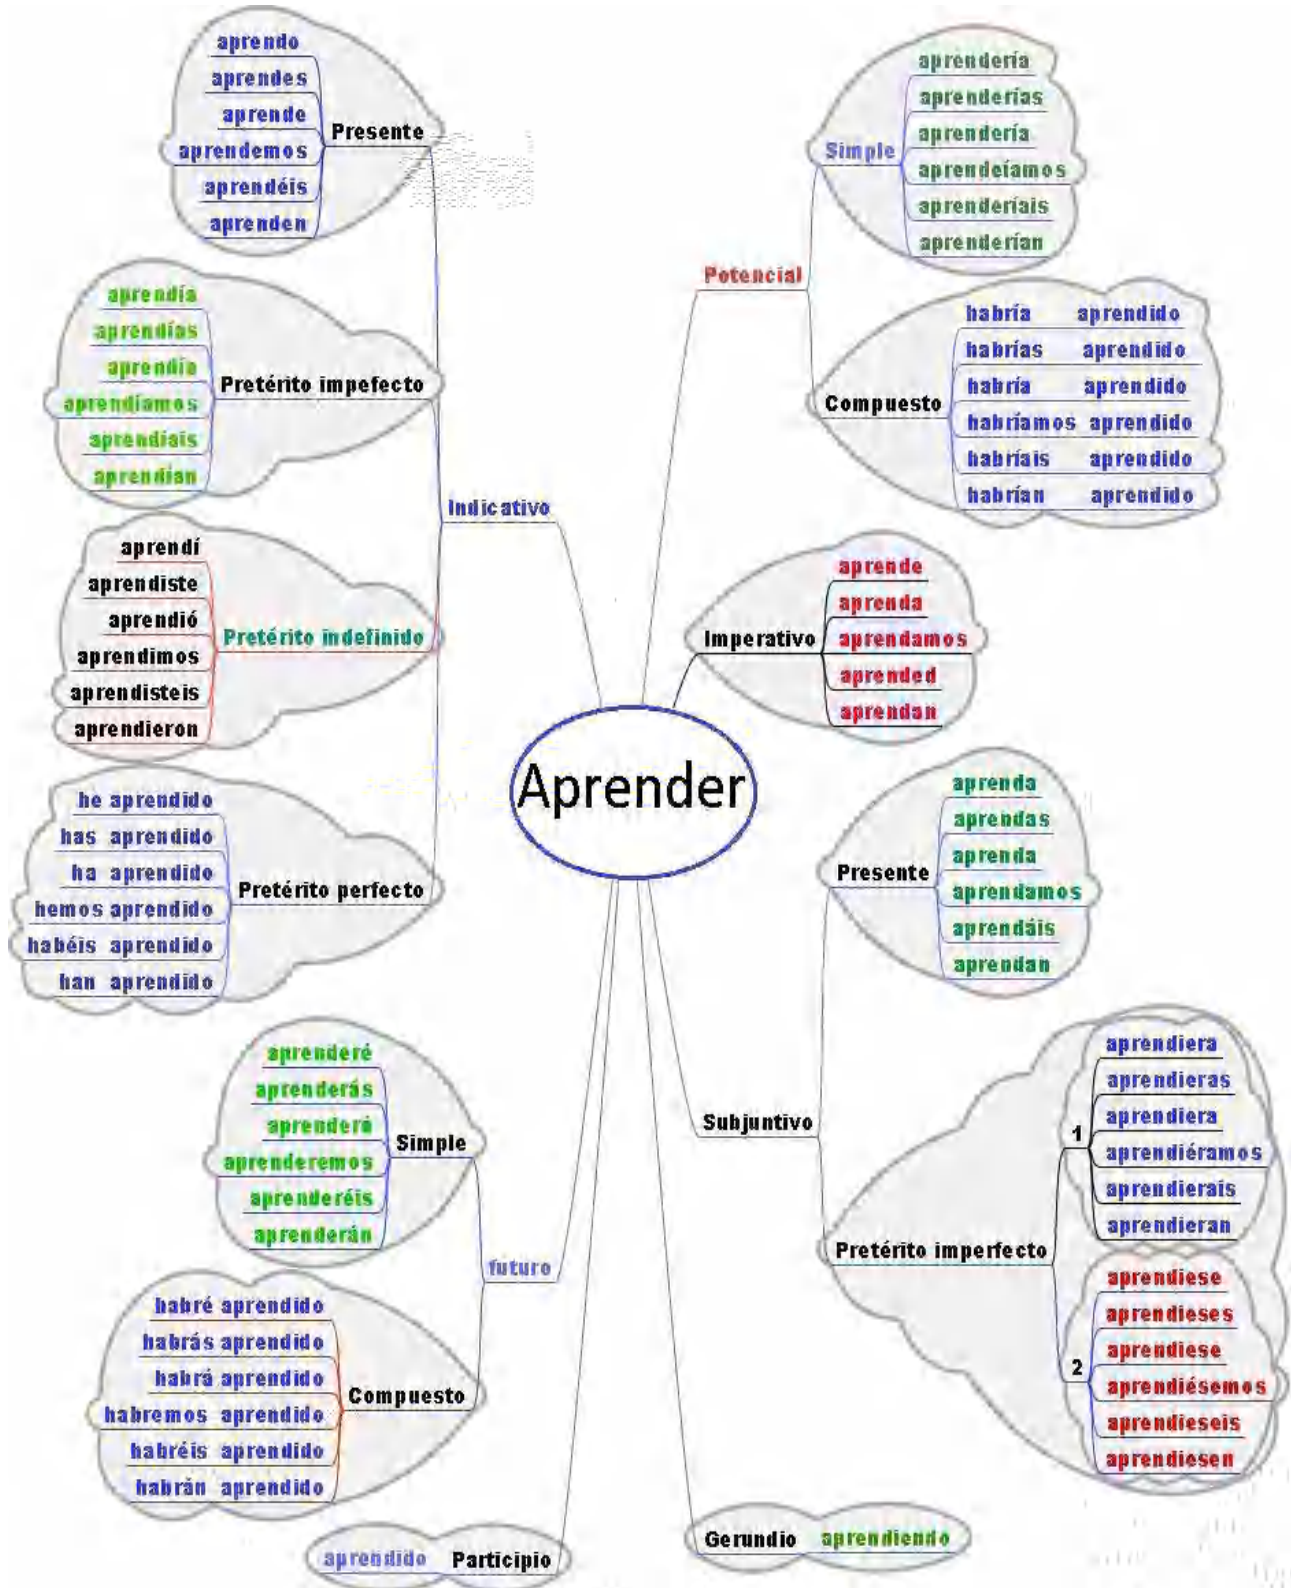 Aprender
Indicativo
Presente
aprendo
aprendes
aprende
aprendemos
aprendéis
aprenden
Pretérito impefecto
aprendía
aprendías
aprendía
aprendíamos
aprendíais
aprendían
Pretérito indefinido
aprendí
aprendiste
aprendió
aprendimos
aprendisteis
aprendieron
Pretérito perfecto
he aprendido
has aprendido
ha aprendido
hemos aprendido
habéis aprendido
han aprendido
futuro
Simple
aprenderé
aprenderás
aprenderá
aprenderemos
aprenderéis
aprenderán
Compuesto
habré aprendido
habrás aprendido
habrá aprendido
habremos aprendido
habréis aprendido
habrán aprendido
Participio
aprendido
Potencial
Simple
aprendería
aprenderías
aprendería
aprendeíamos
aprenderíais
aprenderían
Compuesto
habría aprendido
habrías aprendido
habría aprendido
habríamos aprendido
habríais aprendido
habrían aprendido
Imperativo
aprende
aprenda
aprendamos
aprended
aprendan
Subjuntivo
Presente
aprenda
aprendas
aprenda
aprendamos
aprendáis
aprendan
Pretérito imperfecto
1
aprendiera
aprendieras
aprendiera
aprendiéramos
aprendierais
aprendieran
2
aprendiese
aprendieses
aprendiese
aprendiésemos
aprendieseis
aprendiesen
Gerundio
aprendiendo